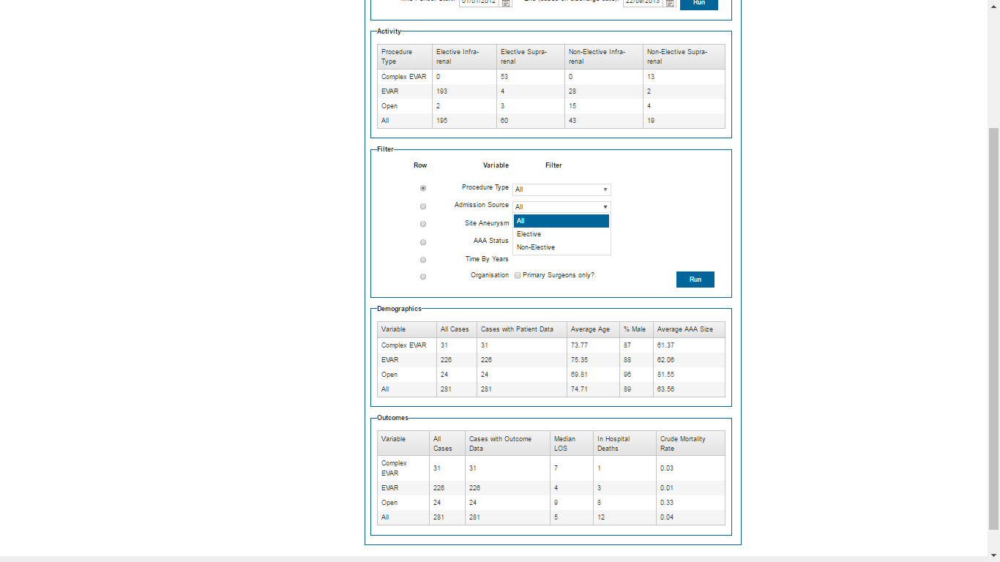 01/01/2012 22/09/2013 Run
Activity
Procedure Type Elective Infra-renal Elective Supra-renal Non-Elective Infra-renal Non-Elective Supra-renal
Complex EVAR 0 53 0 13
EVAR 193 4 28 2
Open 2 3 15 4
All 195 60 43 19
Filter
Row Variable Filter
Procedure Type All
Admission Source All
All
Site Aneurysm
Elective
AAA Status
Non-Elective
Time By Years
Organisation Primary Surgeons only?
Run
Demographics
Variable All Cases Cases with Patient Data Average Age % Male Average AAA Size
Complex EVAR 31 31 73.77 87 61.37
EVAR 226 226 75.35 88 62.06
Open 24 24 69.81 96 81.55
All 281 281 74.71 89 63.56
Outcomes
Variable All Cases Cases with Outcome Data Median LOS In Hospital Deaths Crude Mortality Rate
Complex EVAR 31 31 7 1 0.03
EVAR 226 226 4 3 0.01
Open 24 24 9 8 0.33
All 281 281 5 12 0.04